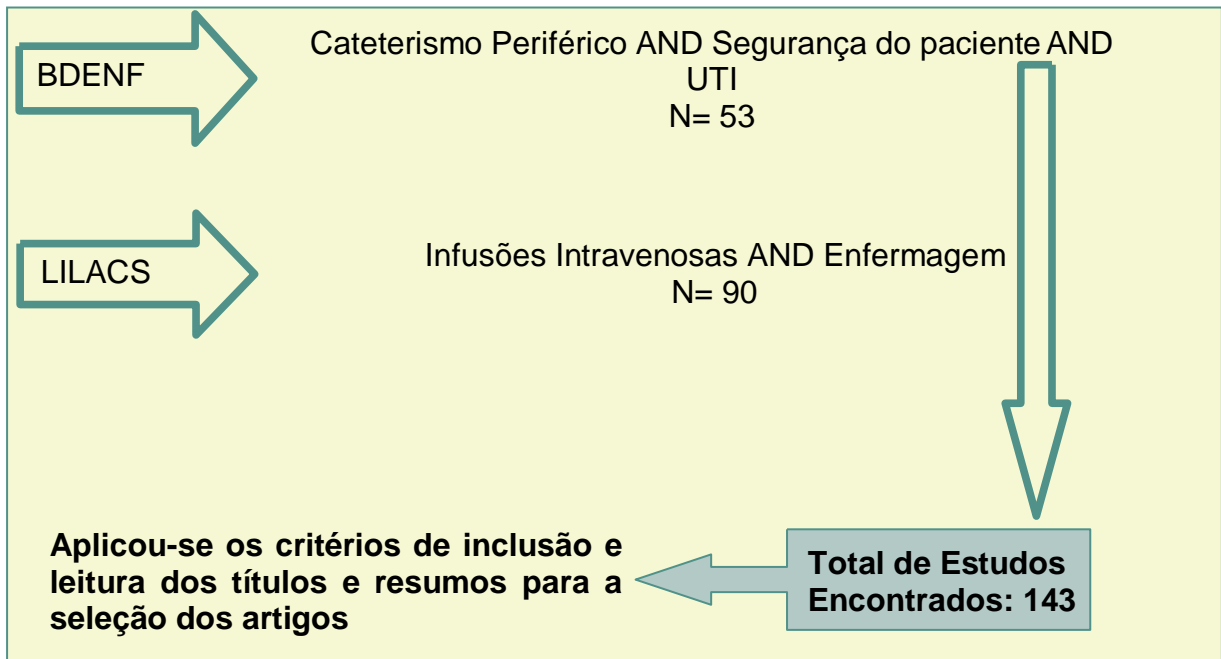 BDENF
Cateterismo Periférico AND Segurança do paciente AND
UTI
N= 53
LILACS
Infusões Intravenosas AND Enfermagem
N= 90
Total de Estudos
Encontrados: 143
Aplicou-se os critérios de inclusão e
leitura dos títulos e resumos para a
seleção dos artigos